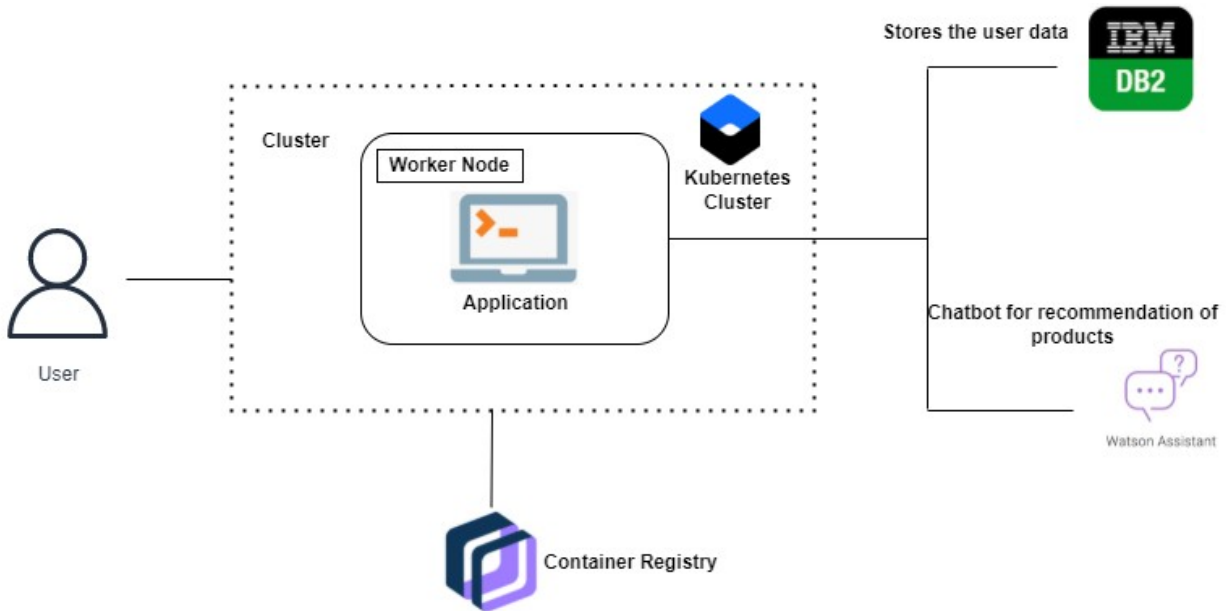 Stores the user data
IBM
DB2
Cluster
Worker Node
Kubernetes
Cluster
Application
User
Chatbot for recommendation of
products
?
Watson Assistant
Container Registry